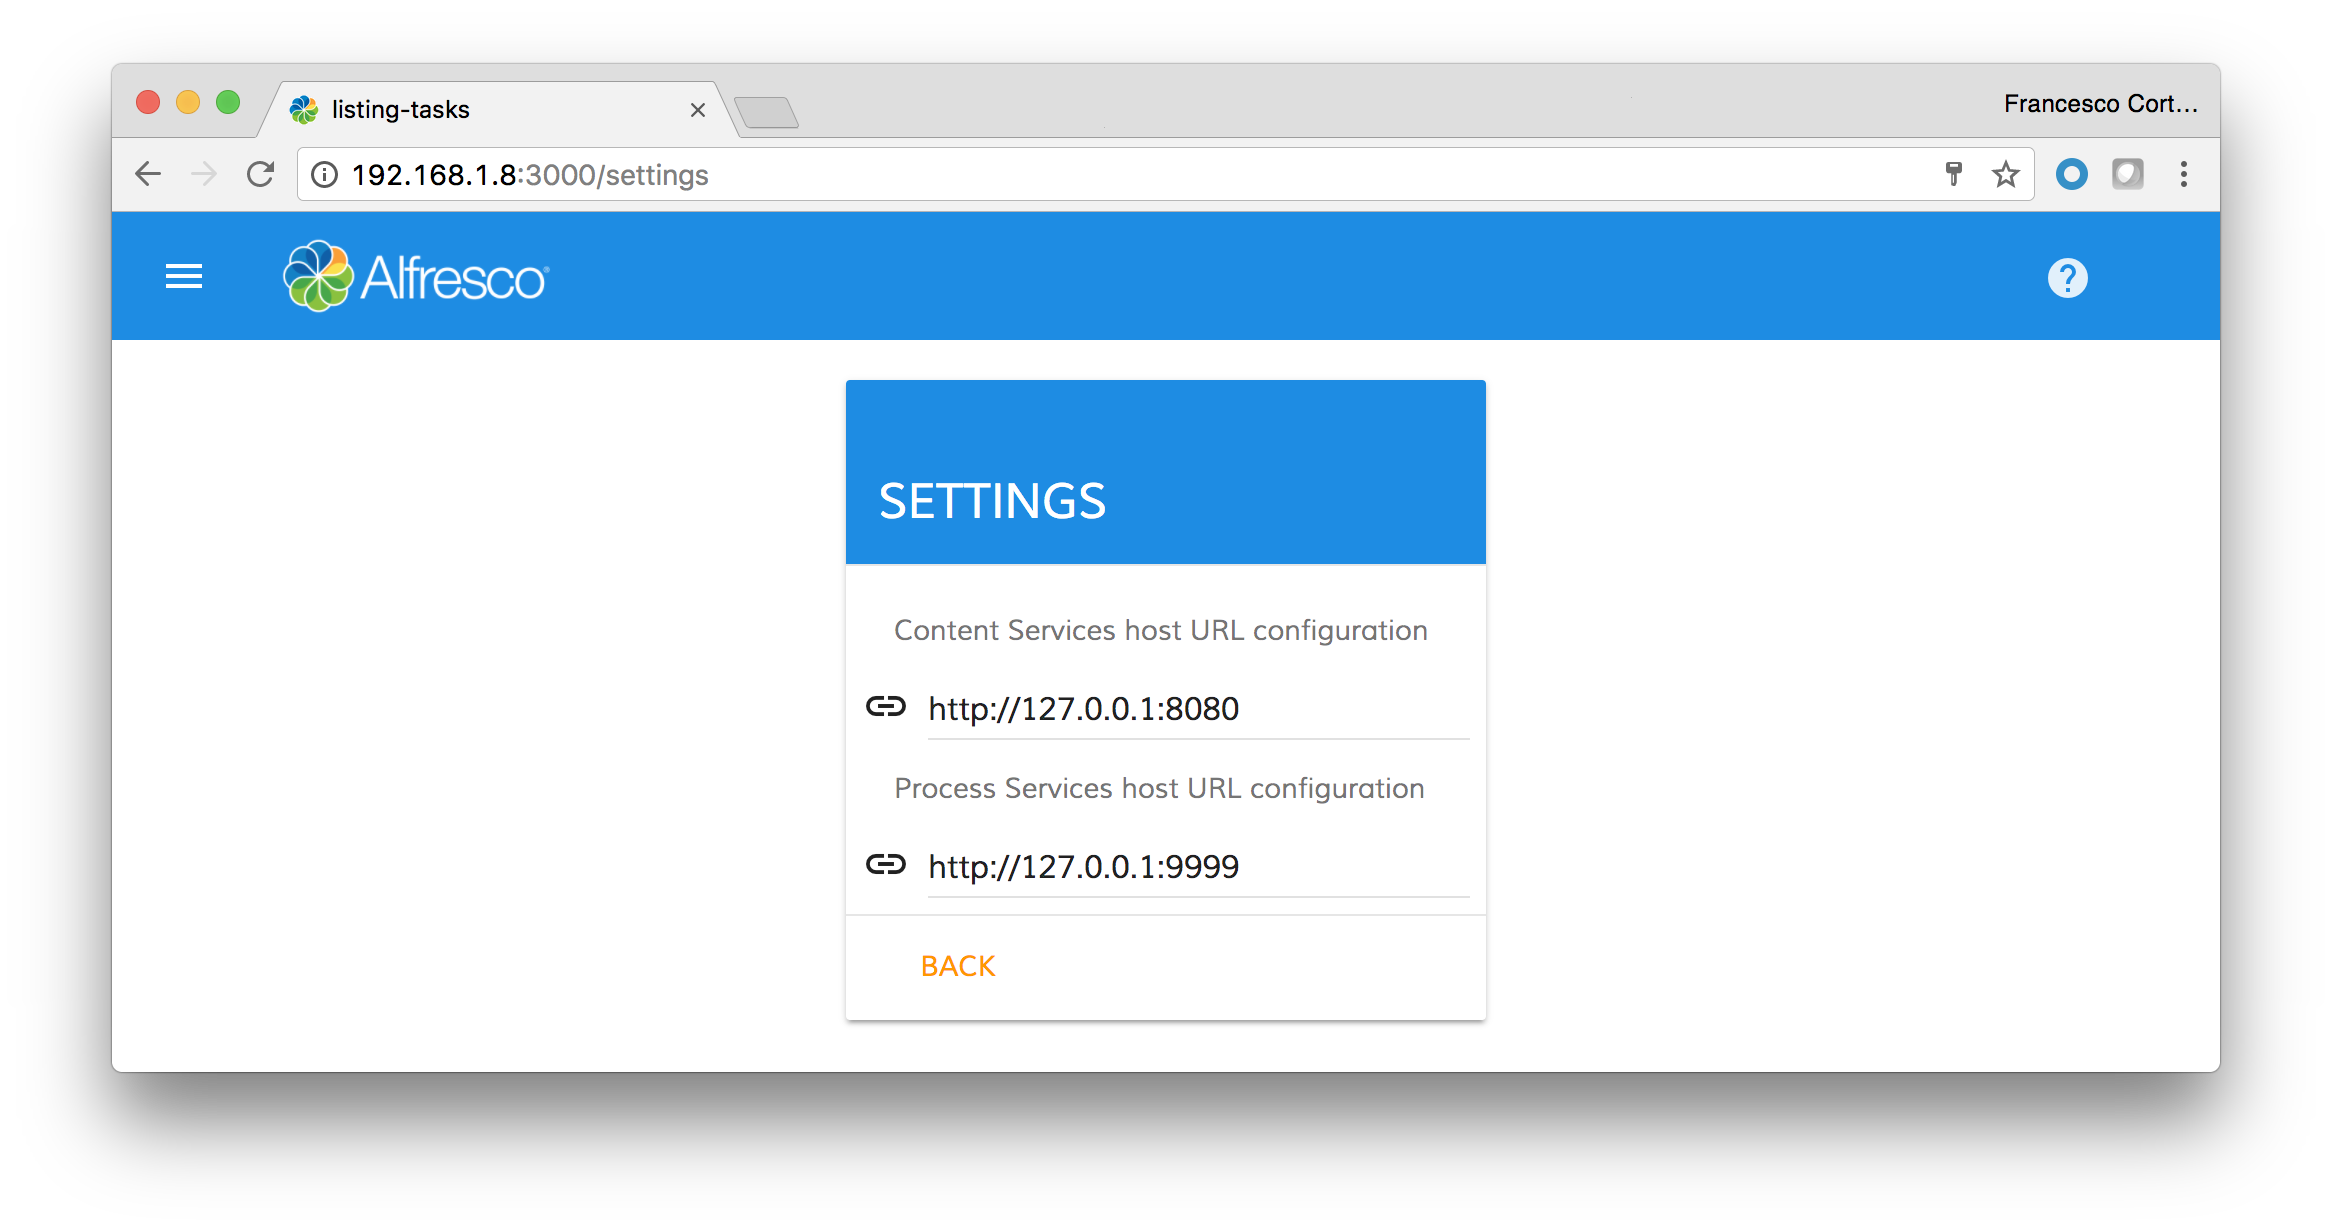 listing-tasks
Francesco Cort...
192.168.1.8:3000/settings
Alfresco
SETTINGS
Content Services host URL configuration
http://127.0.0.1:8080
Process Services host URL configuration
http://127.0.0.1:9999
BACK